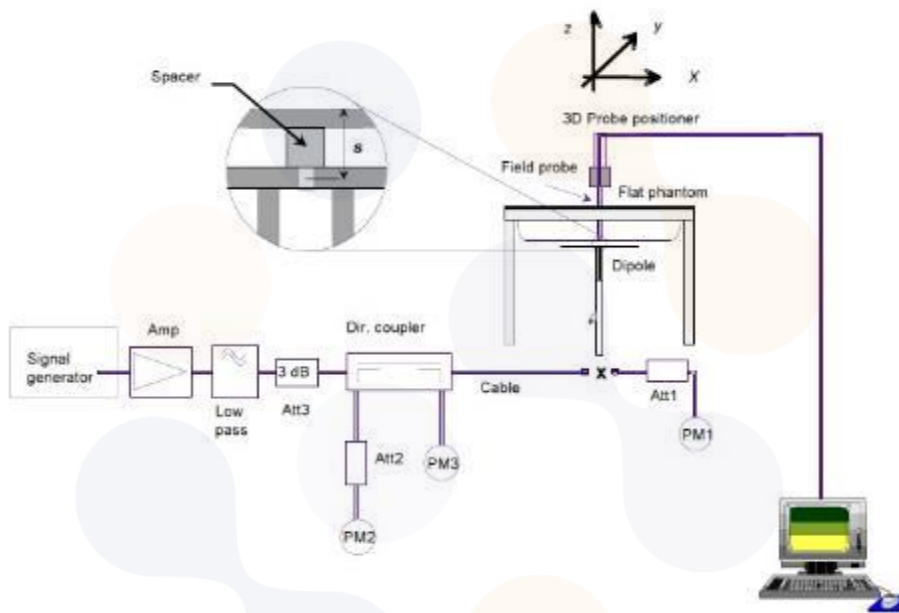 z
y
X
Spacer
s
3D Probe positioner
Field probe
Flat phantom
Dipole
Signal
generator
Amp
Low
pass
3 dB
Att3
Dir. coupler
Att2
PM2
PM3
Cable
X
Att1
PM1